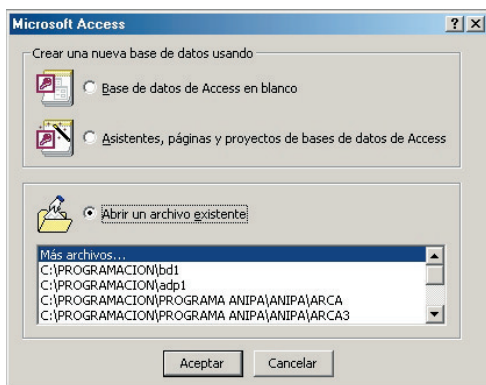 Microsoft Access
Crear una nueva base de datos usando
Base de datos de Access en blanco
Asistentes, páginas y proyectos de bases de datos de Access
Abrir un archivo existente
Más archivos...
C:\PROGRAMACION\bd1
C:\PROGRAMACION\adp1
C:\PROGRAMACION\PROGRAMA ANIPA\ANIPA\ARCA
C:\PROGRAMACION\PROGRAMA ANIPA\ANIPA\ARCA3
Aceptar Cancelar